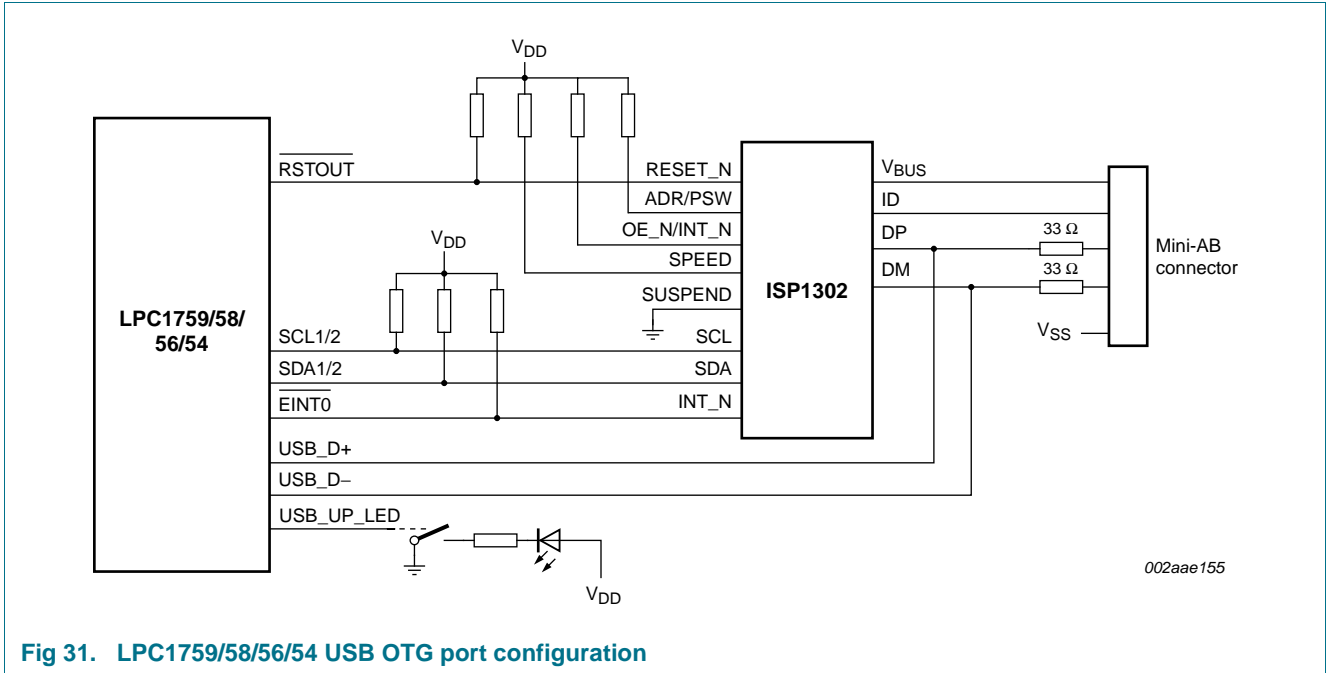 VDD
RSTOUT
RESET_N
VBUS
ADR/PSW
ID
OE_N/INT_N
DP
33 Ω
VDD
SPEED
DM
33 Ω
Mini-AB
connector
SUSPEND
ISP1302
LPC1759/58/
56/54
VSS
SCL1/2
SCL
SDA1/2
SDA
EINT0
INT_N
USB_D+
USB_D−
USB_UP_LED
VDD
002aae155
Fig 31. LPC1759/58/56/54 USB OTG port configuration